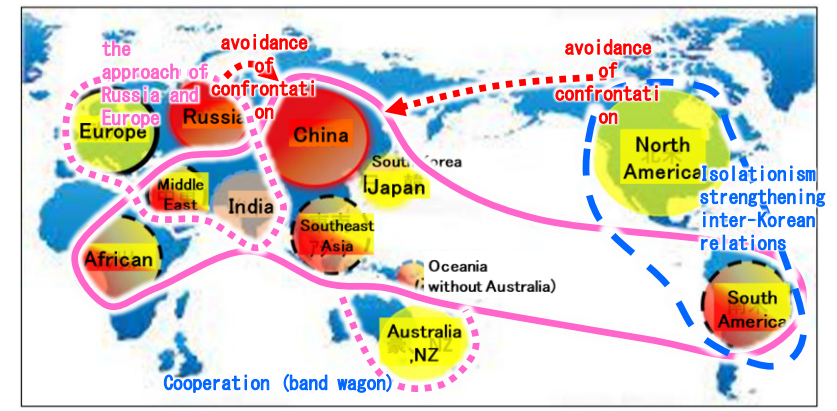 the
approach of
Russia and
Europe
avoidance
of
confrontati
on
avoidance
of
confrontati
on
Europe
Russia
China
South Korea
Japan
North
America
Isolationism
strengthening
inter-Korean
relations
Middle
East
India
Southeast
Asia
African
Oceania
without Australia)
South
America
Australia
,NZ
Cooperation (band wagon)